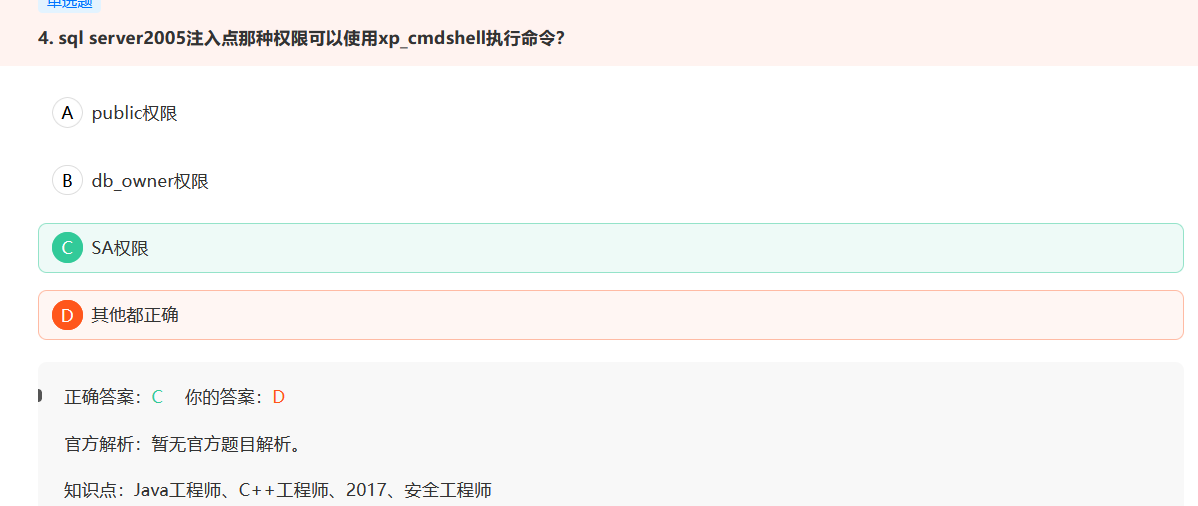 单选题
4. sql server2005注入点那种权限可以使用xp_cmdshell执行命令?
A public权限
B db_owner权限
C SA权限
D 其他都正确
正确答案：C 你的答案：D
官方解析：暂无官方题目解析。
知识点：Java工程师、C++工程师、2017、安全工程师